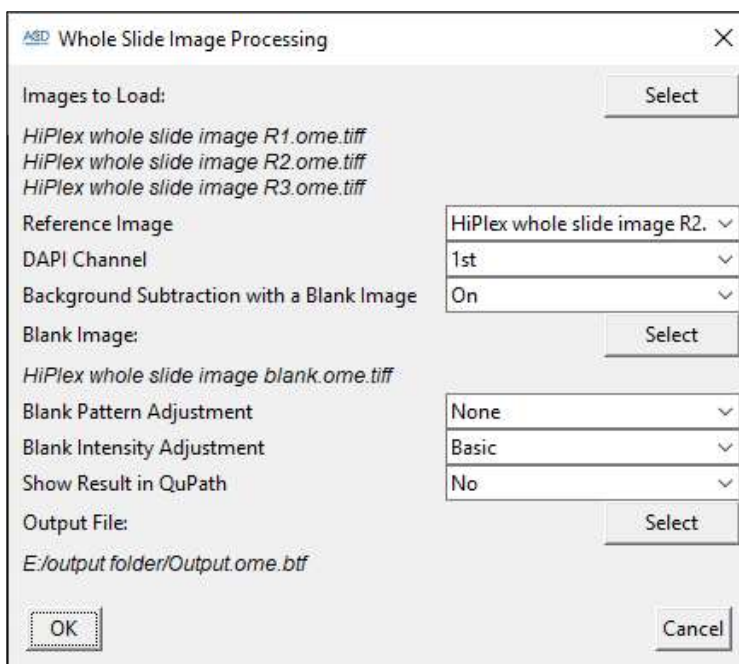 ACD Whole Slide Image Processing
Images to Load: Select
HiPlex whole slide image R1.ome.tiff
HiPlex whole slide image R2.ome.tiff
HiPlex whole slide image R3.ome.tiff
Reference Image HiPlex whole slide image R2.
DAPI Channel 1st
Background Subtraction with a Blank Image On
Blank Image: Select
HiPlex whole slide image blank.ome.tiff
Blank Pattern Adjustment None
Blank Intensity Adjustment Basic
Show Result in QuPath No
Output File: Select
E:/output folder/Output.ome.btf
OK Cancel